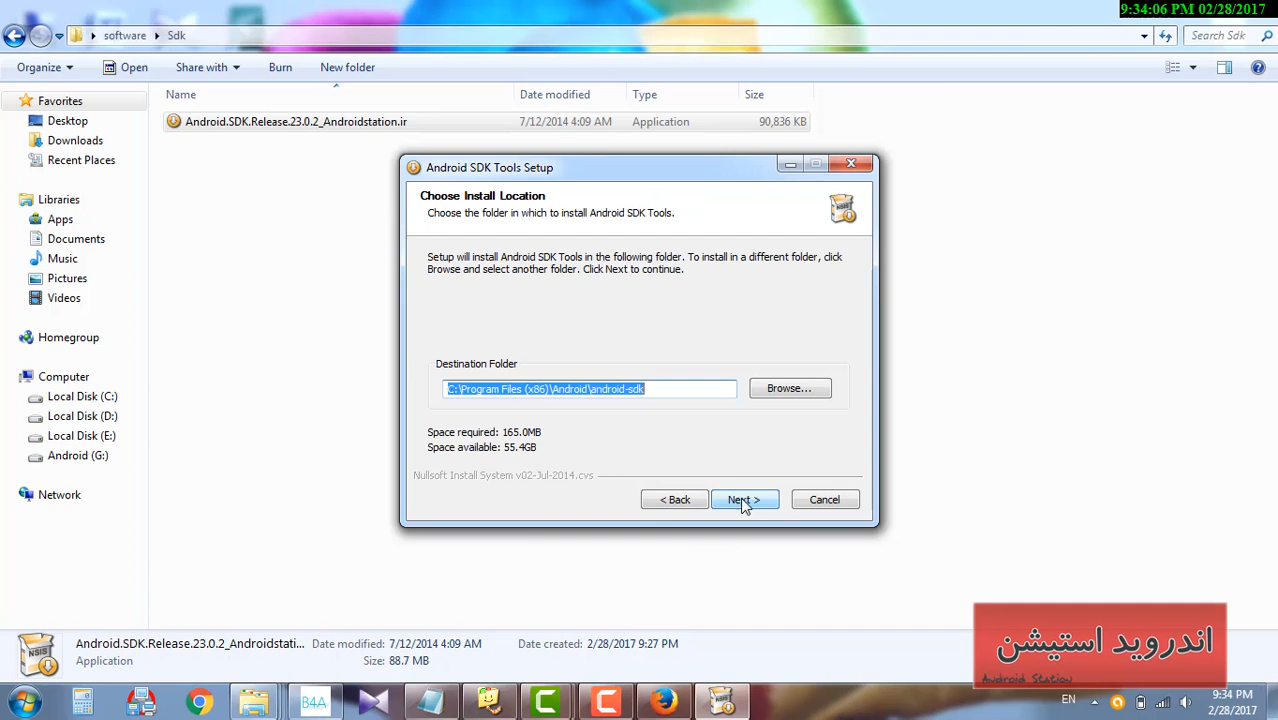 9:34:06 PM 02/28/2017
software
Sdk
Search Sdk
Organize
Open
Share with
Burn
New folder
Name
Date modified
Type
Size
Favorites
Desktop
Downloads
Recent Places
Libraries
Apps
Documents
Music
Pictures
Videos
Homegroup
Computer
Local Disk (C:)
Local Disk (D:)
Local Disk (E:)
Android (G:)
Network
Android.SDK.Release.23.0.2_Androidstation.ir 7/12/2014 4:09 AM Application 90,836 KB
Android SDK Tools Setup
Choose Install Location
Choose the folder in which to install Android SDK Tools.
Setup will install Android SDK Tools in the following folder. To install in a different folder, click
Browse and select another folder. Click Next to continue.
Destination Folder
C:\Program Files (x86)\Android\android-sdk
Browse...
Space required: 165.0MB
Space available: 55.4GB
Nullsoft Install System v02-Jul-2014.cvs
< Back
Next >
Cancel
Android.SDK.Release.23.0.2_Androidstati... Date modified: 7/12/2014 4:09 AM Date created: 2/28/2017 9:27 PM
Application Size: 88.7 MB
NSIS
اندروید استیشن
Android Station
B4A
EN
9:34 PM
2/28/2017